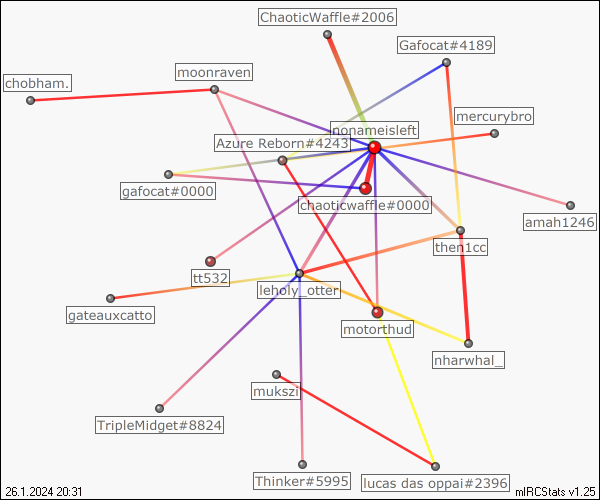 ChaoticWaffle#2006
Gafocat#4189
moonraven
chobham.
mercurybro
nonameisleft
Azure Reborn#4243
gafocat#0000
chaoticwaffle#0000
amah1246
then1cc
tt532
leholy_otter
gateauxcatto
motorthud
nharwhal_
mukszi
TripleMidget#8824
Thinker#5995
lucas das oppai#2396
26.1.2024 20:31
mIRCStats v1.25